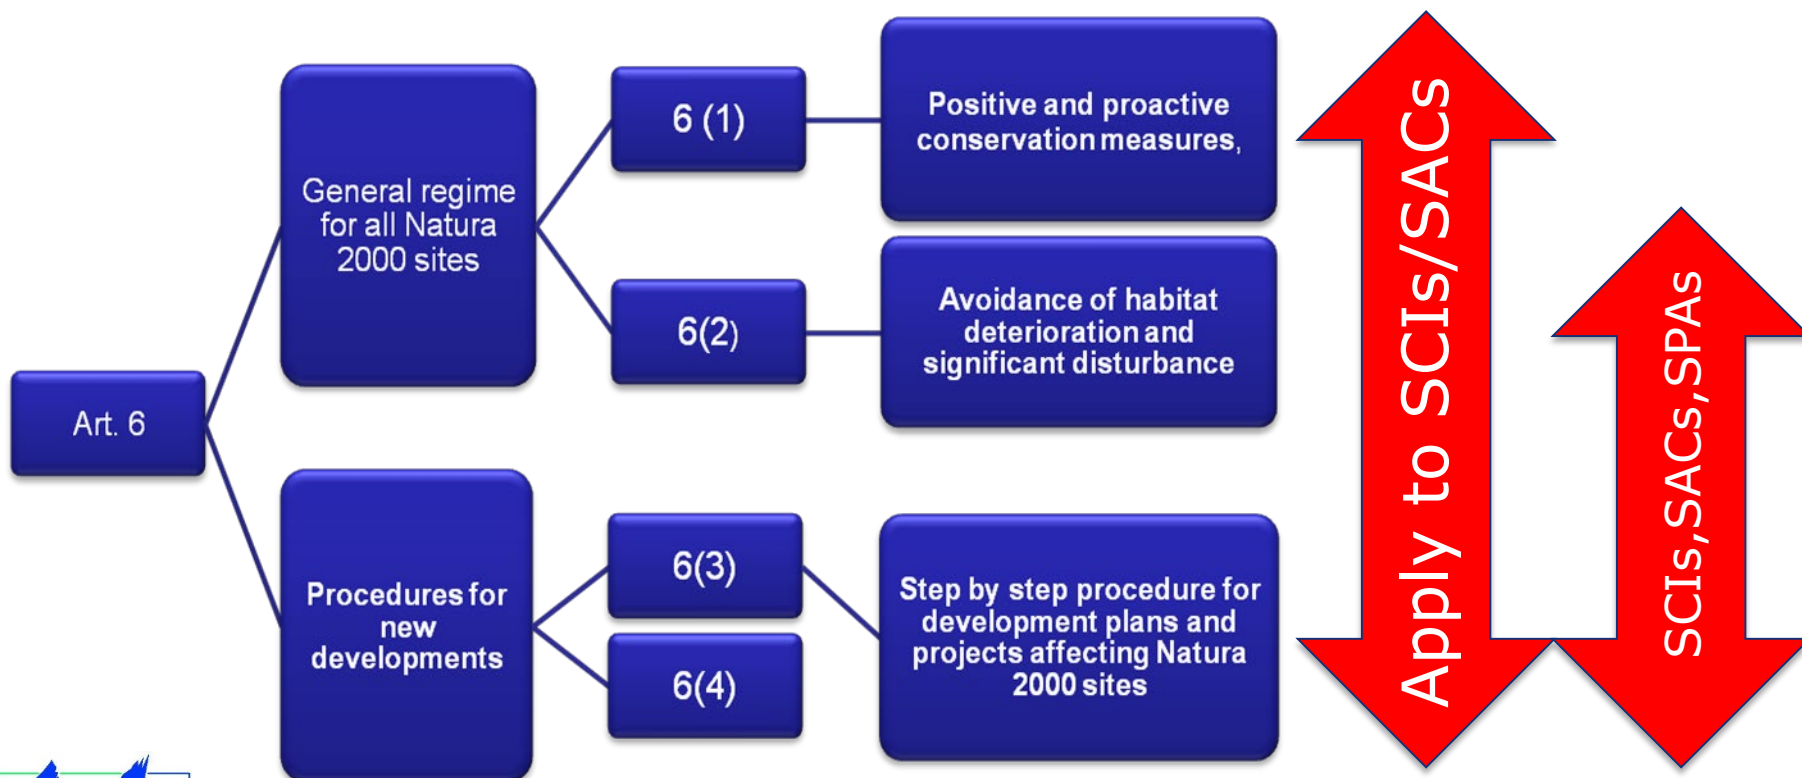 Art. 6
General regime
for all Natura
2000 sites
6 (1)
Positive and proactive
conservation measures,
6(2)
Avoidance of habitat
deterioration and
significant disturbance
Procedures for
new
developments
6(3)
6(4)
Step by step procedure for
development plans and
projects affecting Natura
2000 sites
Apply to SCIs/SACs
SCIs,SACs,SPAs